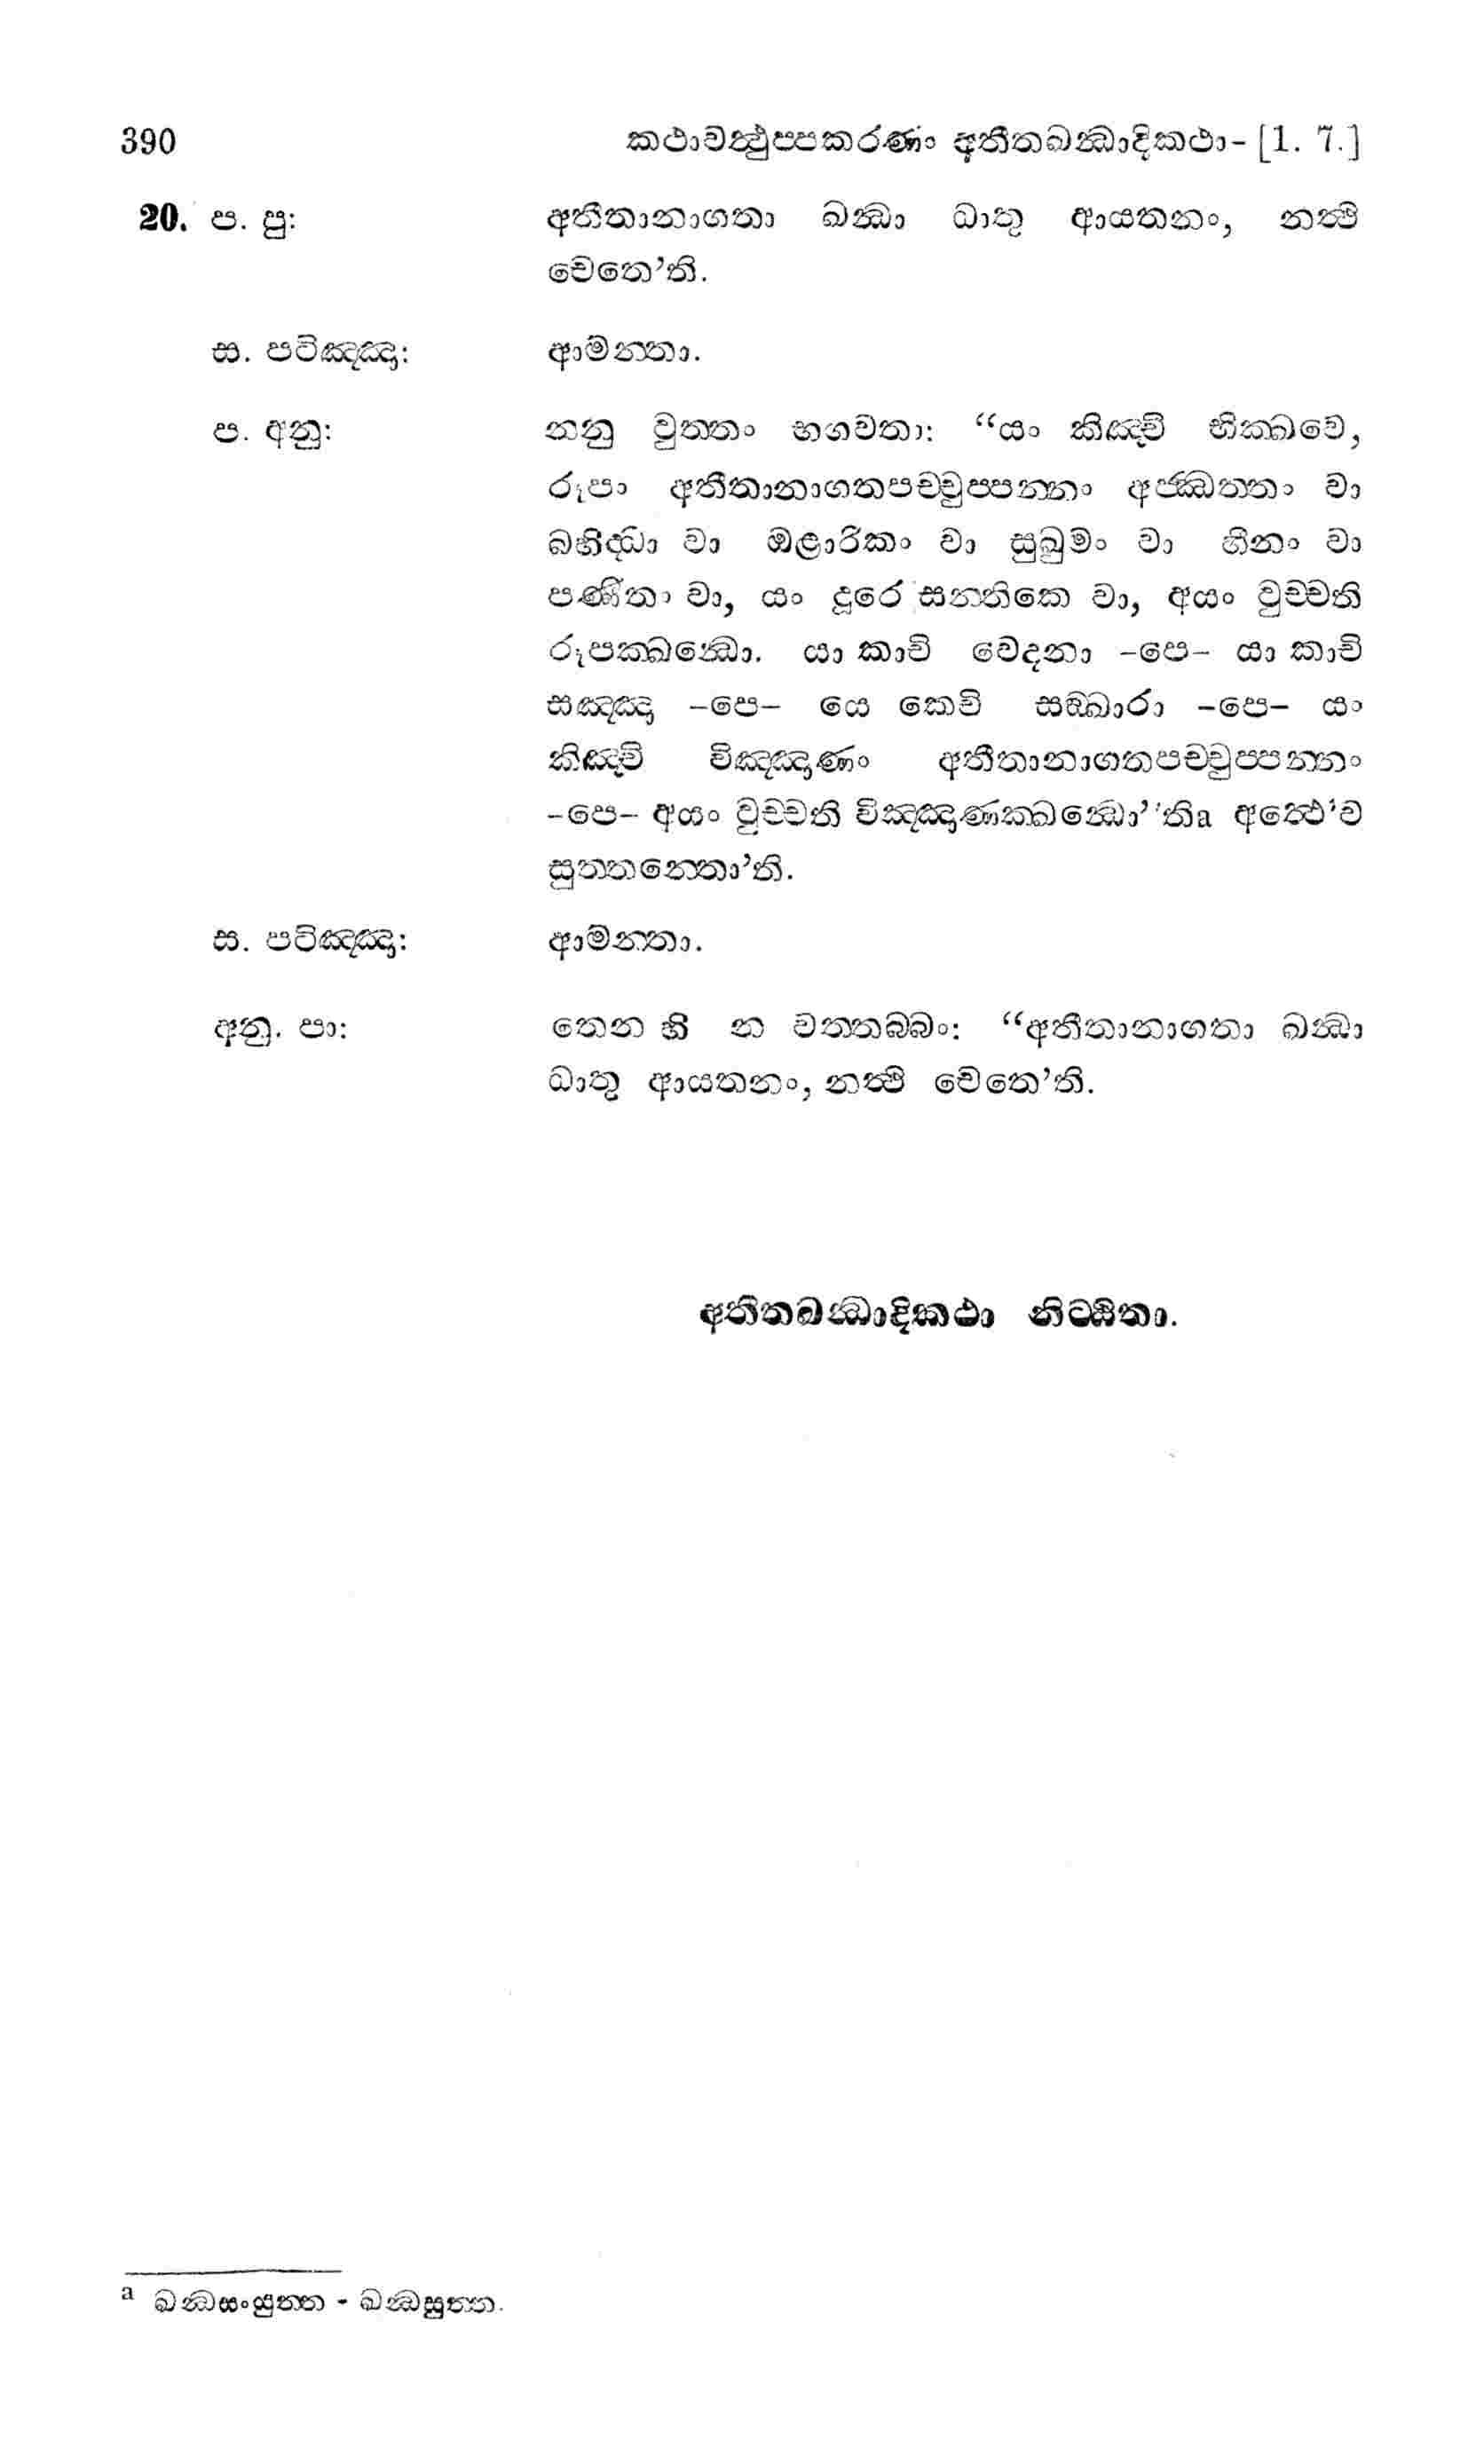 390 කථාවත්‍ථුප්පකරණං අතීතඛන්‍ධාදිකථා- [1. 7.]
20. ප. පු: අතීතානාගතා ඛන්‍ධා ධාතු ආයතනං, නත්‍ථි
චෙතෙ’ති.
ස. පටිඤ්ඤා: ආමන්තා.
ප. අනු: නනු වුත්තං භගවතා: “යං කිඤ්චි භික්ඛවෙ,
රූපං අතීතානාගතපච්චුප්පන්නං අජ්ඣත්තං වා
බහිද්ධා වා ඔළාරිකං වා සුඛුමං වා හීනං වා
පණීතං වා, යං දූරෙ සන්තිකෙ වා, අයං වුච්චති
රූපක්ඛන්‍ධො. යා කාචි වෙදනා -පෙ- යා කාචි
සඤ්ඤා -පෙ- යෙ කෙචි සඞ්ඛාරා -පෙ- යං
කිඤ්චි විඤ්ඤාණං අතීතානාගතපච්චුප්පන්නං
-පෙ- අයං වුච්චති විඤ්ඤාණක්ඛන්‍ධො’’තිa අත්‍ථෙ’ව
සුත්තන්තො’ති.
ස. පටිඤ්ඤා: ආමන්තා.
අනු. පා: තෙන හි න වත්තබ්බං: “අතීතානාගතා ඛන්‍ධා
ධාතු ආයතනං, නත්‍ථි චෙතෙ’ති.
අතීතඛන්‍ධාදිකථා නිට්ඨිතා.
a ඛන්‍ධසංයුත්ත - ඛන්‍ධසුත්ත.